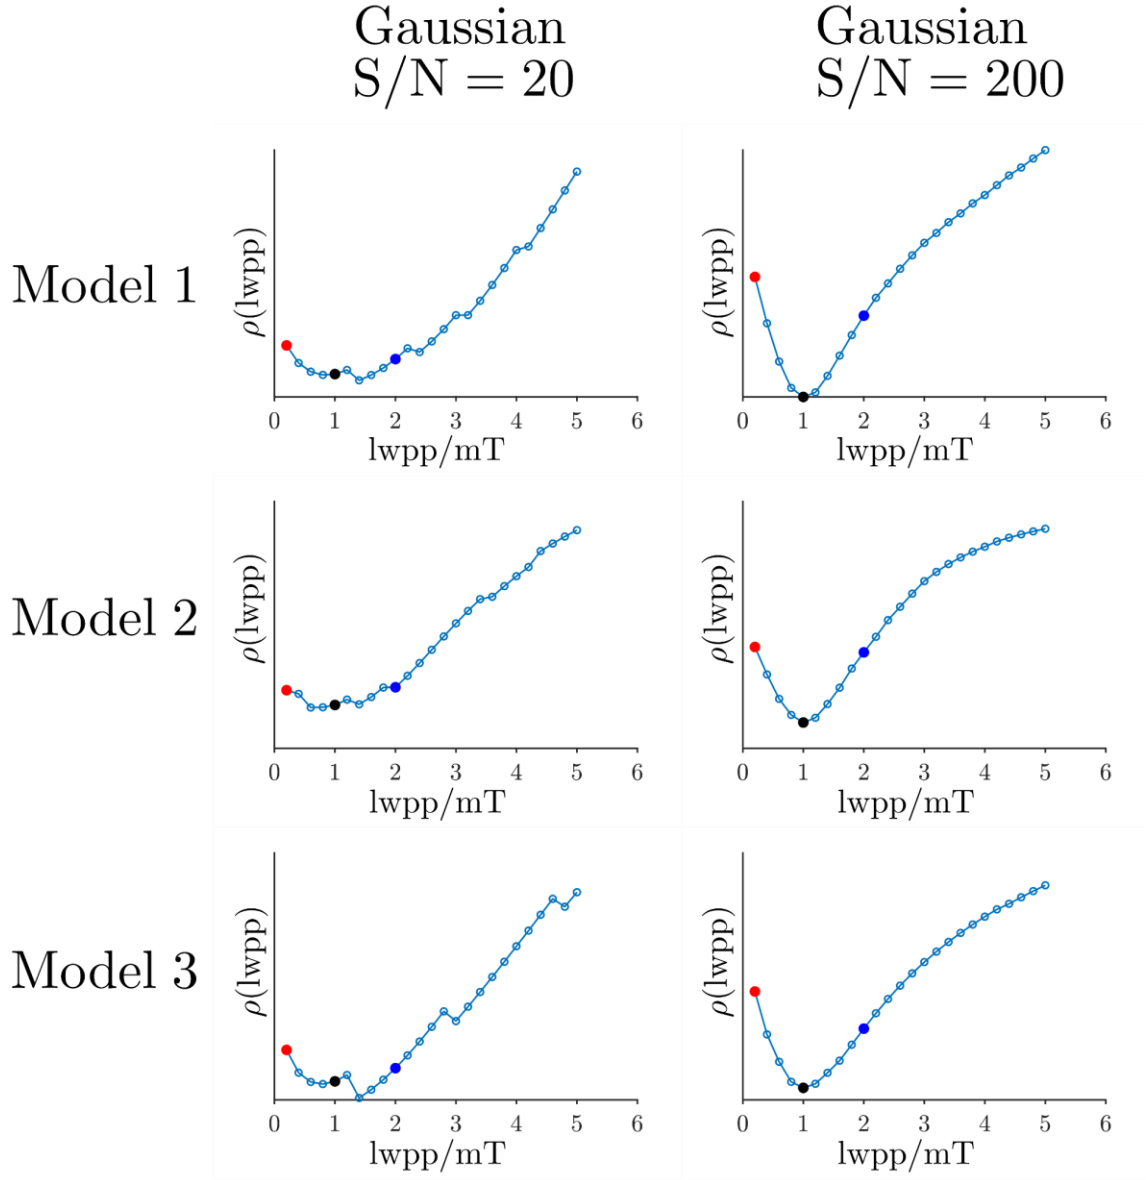 Gaussian
S/N = 20
Gaussian
S/N = 200
Model 1
ρ(lwpp)
0 1 2 3 4 5 6
lwpp/mT
ρ(lwpp)
0 1 2 3 4 5 6
lwpp/mT
Model 2
ρ(lwpp)
0 1 2 3 4 5 6
lwpp/mT
ρ(lwpp)
0 1 2 3 4 5 6
lwpp/mT
Model 3
ρ(lwpp)
0 1 2 3 4 5 6
lwpp/mT
ρ(lwpp)
0 1 2 3 4 5 6
lwpp/mT